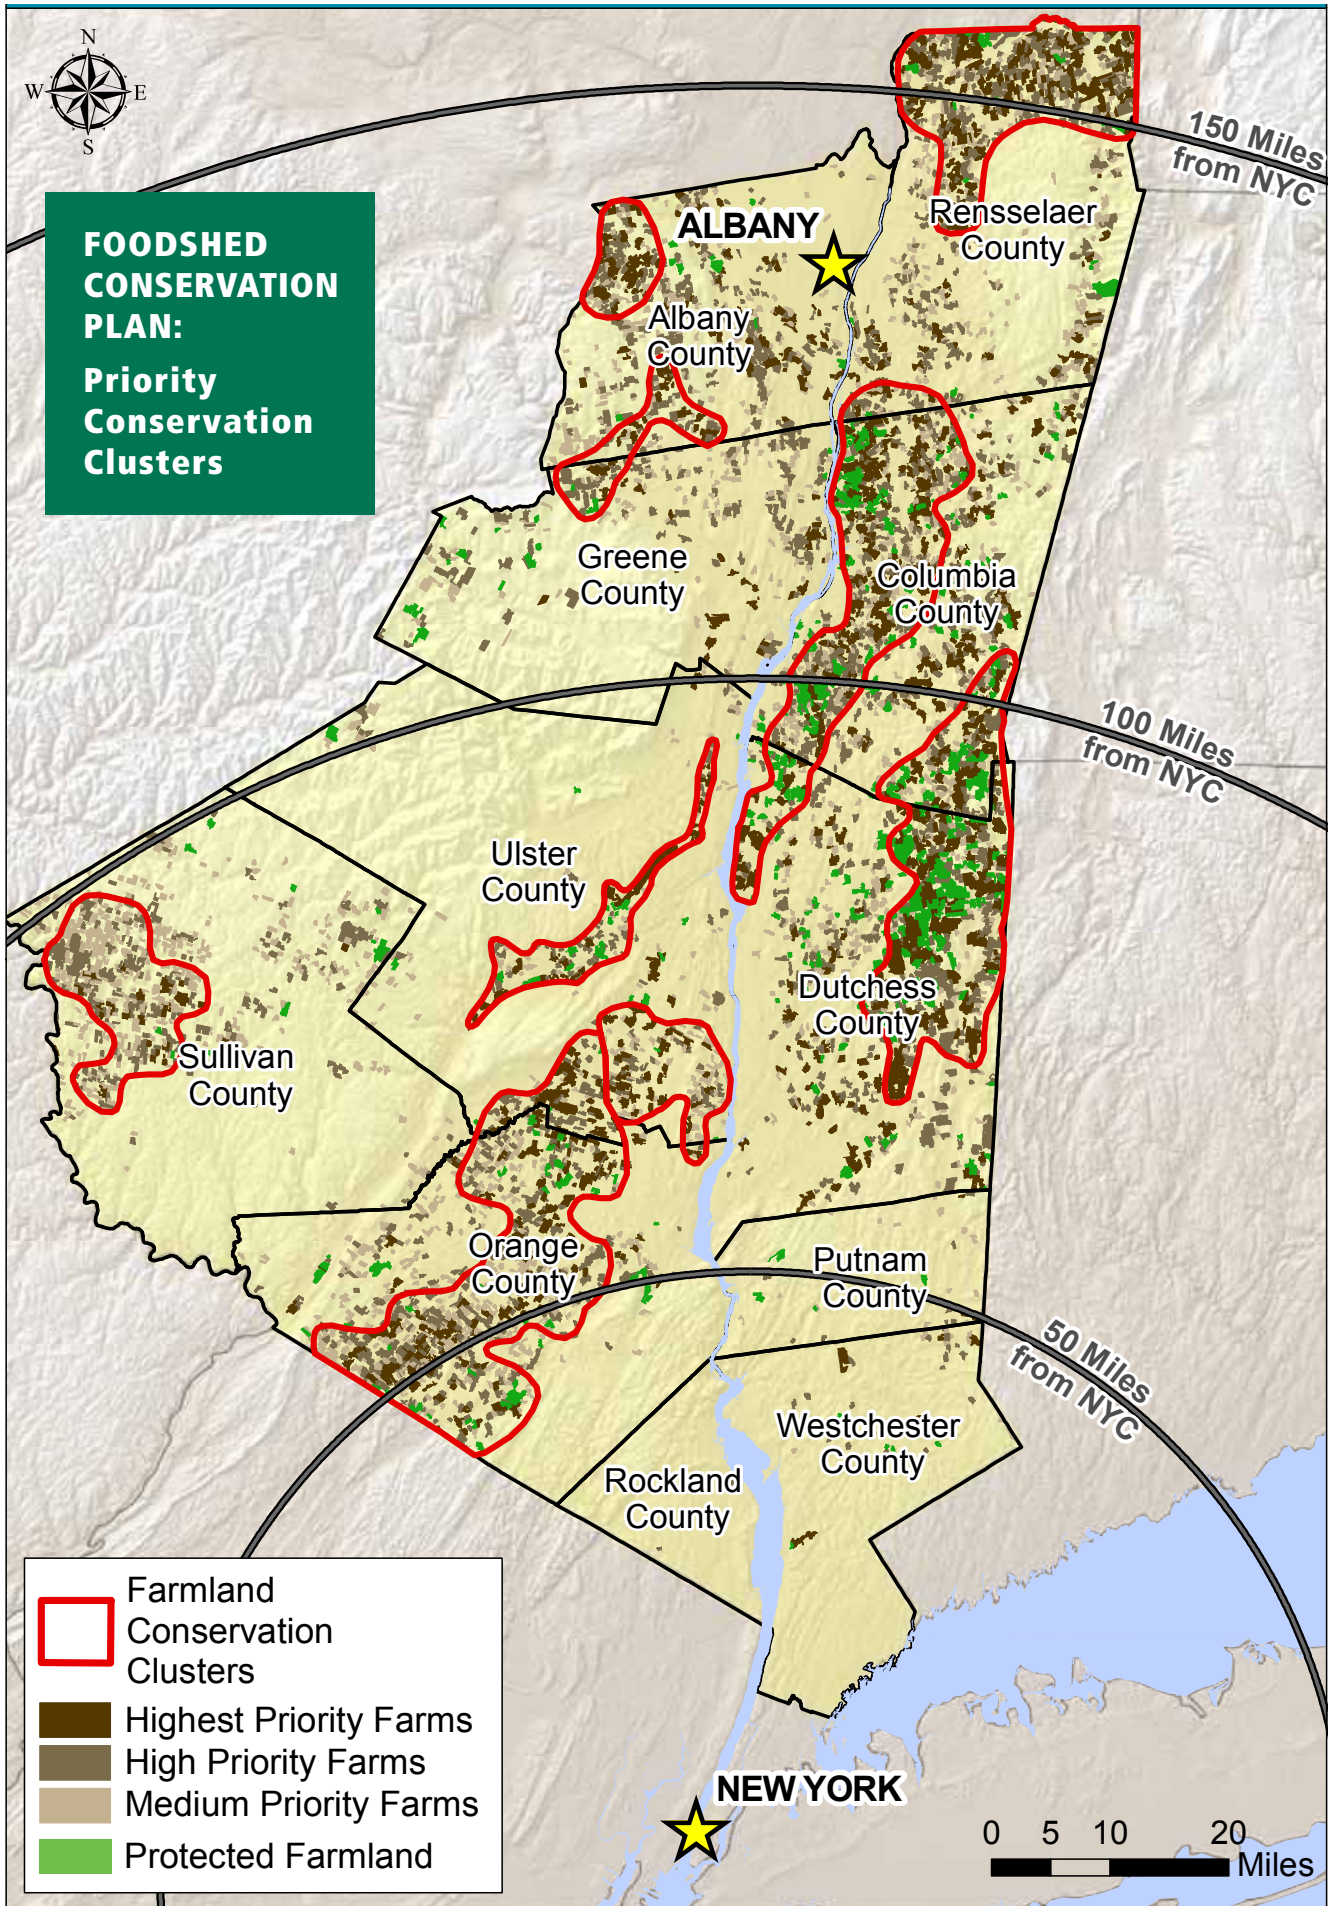 N
W E
S
FOODSHED
CONSERVATION
PLAN:
Priority
Conservation
Clusters
150 Miles
from NYC
ALBANY
Rensselaer
County
Albany
County
Greene
County
Columbia
County
100 Miles
from NYC
Ulster
County
Dutchess
County
Sullivan
County
Orange
County
Putnam
County
50 Miles
from NYC
Westchester
County
Rockland
County
Farmland
Conservation
Clusters
Highest Priority Farms
High Priority Farms
Medium Priority Farms
Protected Farmland
NEW YORK
0 5 10 20
Miles